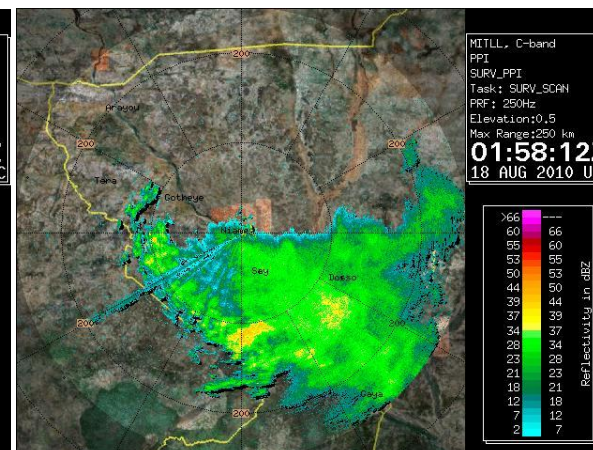 MITLL, C-band
PPI
SURV_PPI
Task: SURV_SCAN
PRF: 250Hz
Elevation:0.5
Max Range:250 km
01:58:12
18 AUG 2010 U
200
200
200
200
200
200
Tera
Gotheye
Niamey
Say
Dosso
Gaya
>66 ---
60 66
55 60
53 55
50 53
44 50
39 44
37 39
34 37
28 34
23 28
21 23
18 21
12 18
7 12
2 7
Reflectivity in dBZ